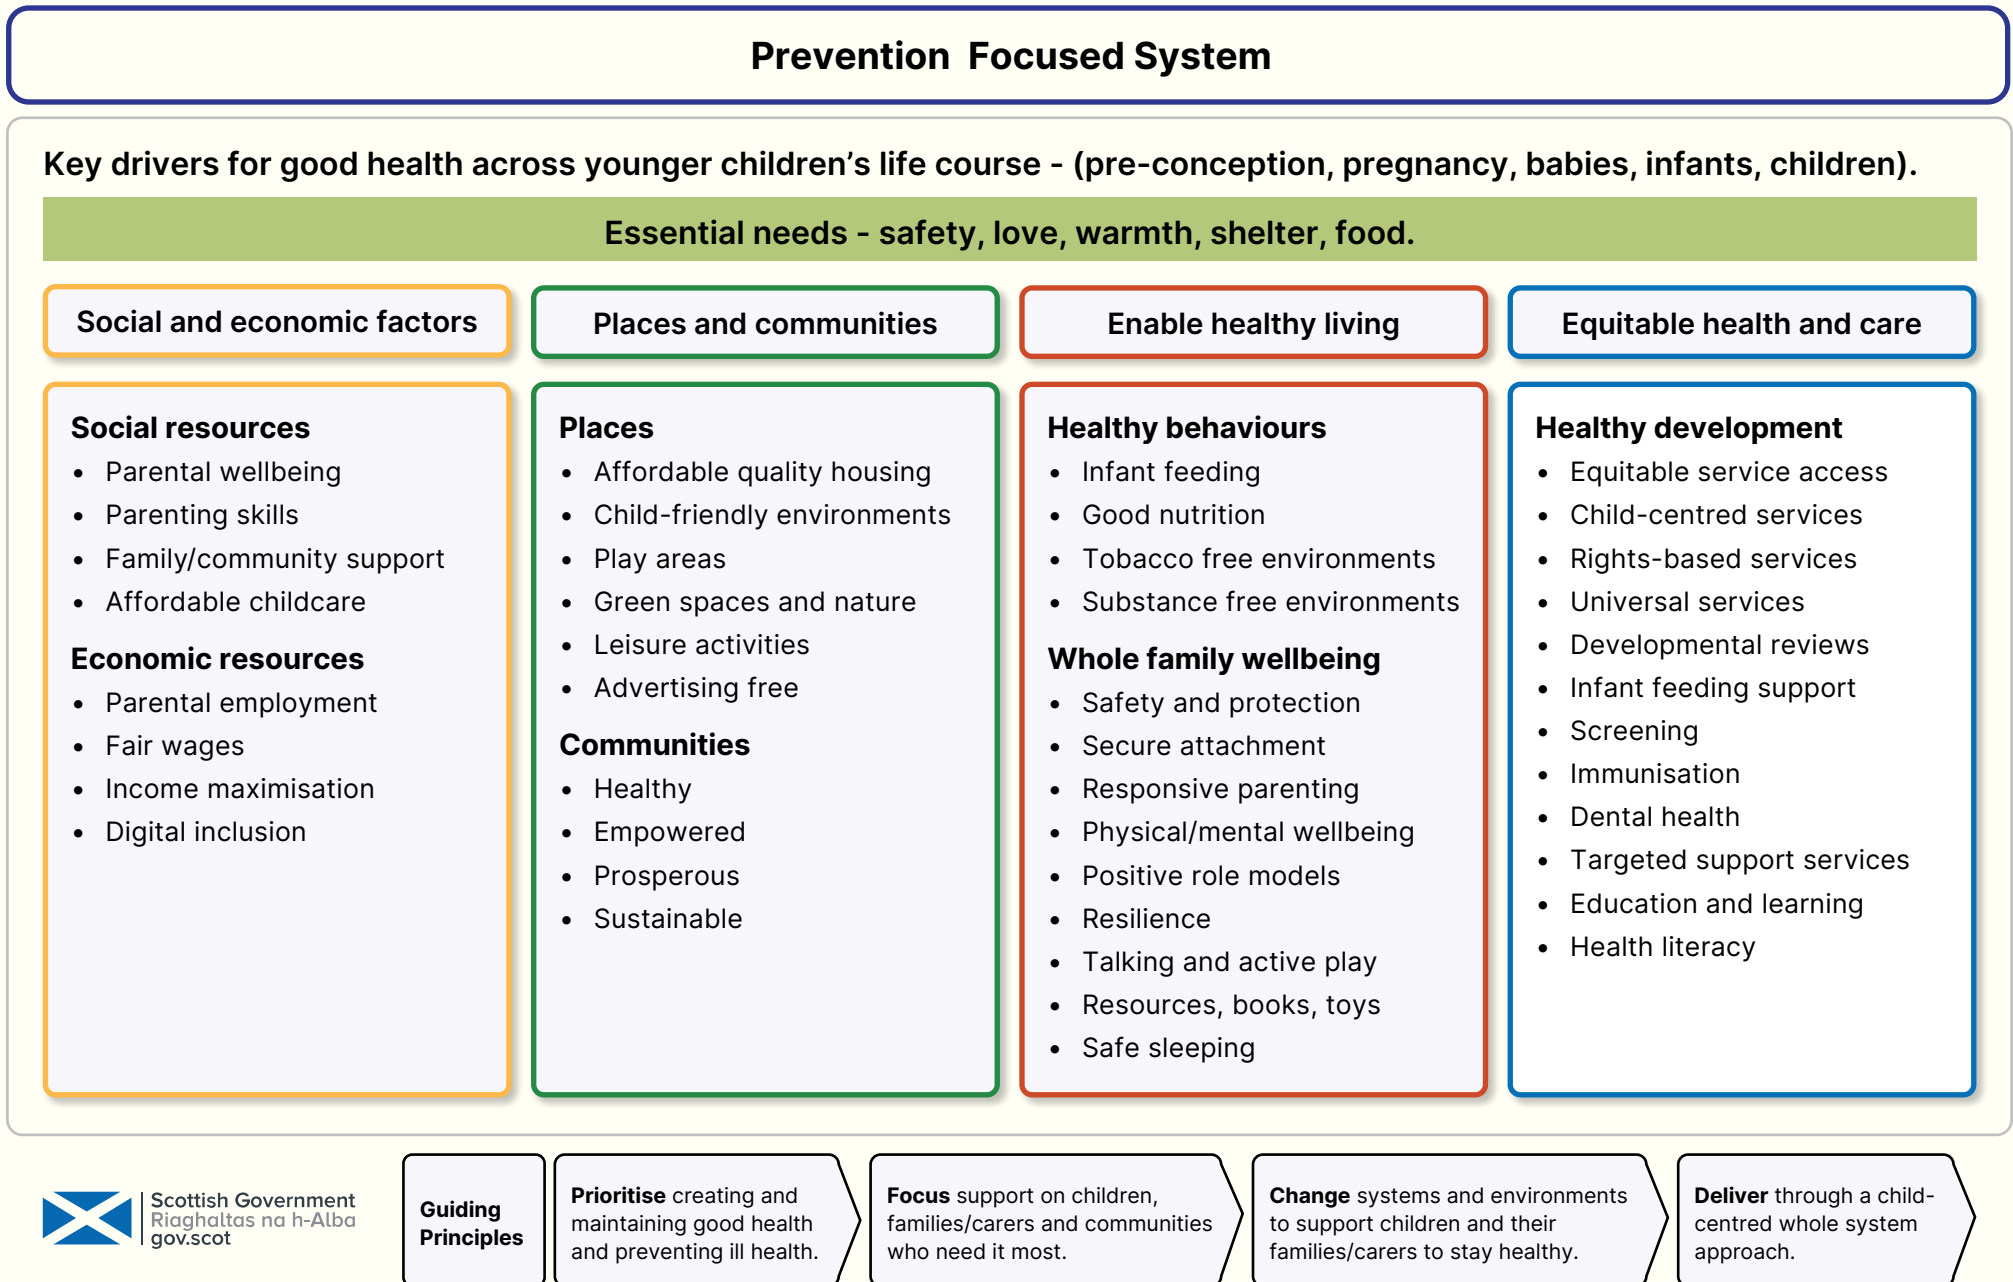 Prevention Focused System
Key drivers for good health across younger children’s life course - (pre-conception, pregnancy, babies, infants, children).
Essential needs - safety, love, warmth, shelter, food.
Social and economic factors
Social resources
• Parental wellbeing
• Parenting skills
• Family/community support
• Affordable childcare
Economic resources
• Parental employment
• Fair wages
• Income maximisation
• Digital inclusion
Places and communities
Places
• Affordable quality housing
• Child-friendly environments
• Play areas
• Green spaces and nature
• Leisure activities
• Advertising free
Communities
• Healthy
• Empowered
• Prosperous
• Sustainable
Enable healthy living
Healthy behaviours
• Infant feeding
• Good nutrition
• Tobacco free environments
• Substance free environments
Whole family wellbeing
• Safety and protection
• Secure attachment
• Responsive parenting
• Physical/mental wellbeing
• Positive role models
• Resilience
• Talking and active play
• Resources, books, toys
• Safe sleeping
Equitable health and care
Healthy development
• Equitable service access
• Child-centred services
• Rights-based services
• Universal services
• Developmental reviews
• Infant feeding support
• Screening
• Immunisation
• Dental health
• Targeted support services
• Education and learning
• Health literacy
Scottish Government
Riaghaltas na h-Alba
gov.scot
Guiding
Principles
Prioritise creating and
maintaining good health
and preventing ill health.
Focus support on children,
families/carers and communities
who need it most.
Change systems and environments
to support children and their
families/carers to stay healthy.
Deliver through a child-
centred whole system
approach.